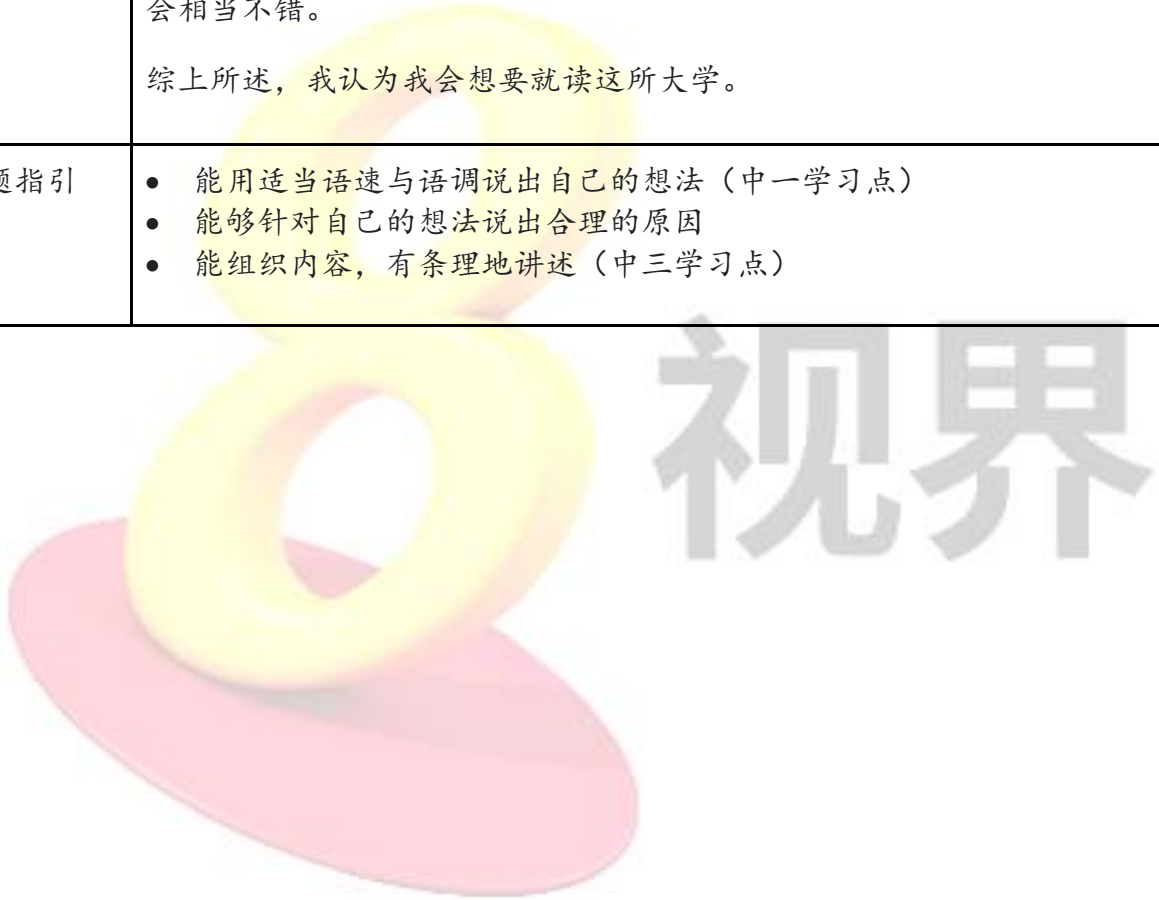 会相当不错。
综上所述，我认为我会想要就读这所大学。
题指引
● 能用适当语速与语调说出自己的想法（中一学习点）
● 能够针对自己的想法说出合理的原因
● 能组织内容，有条理地讲述（中三学习点）
8视界